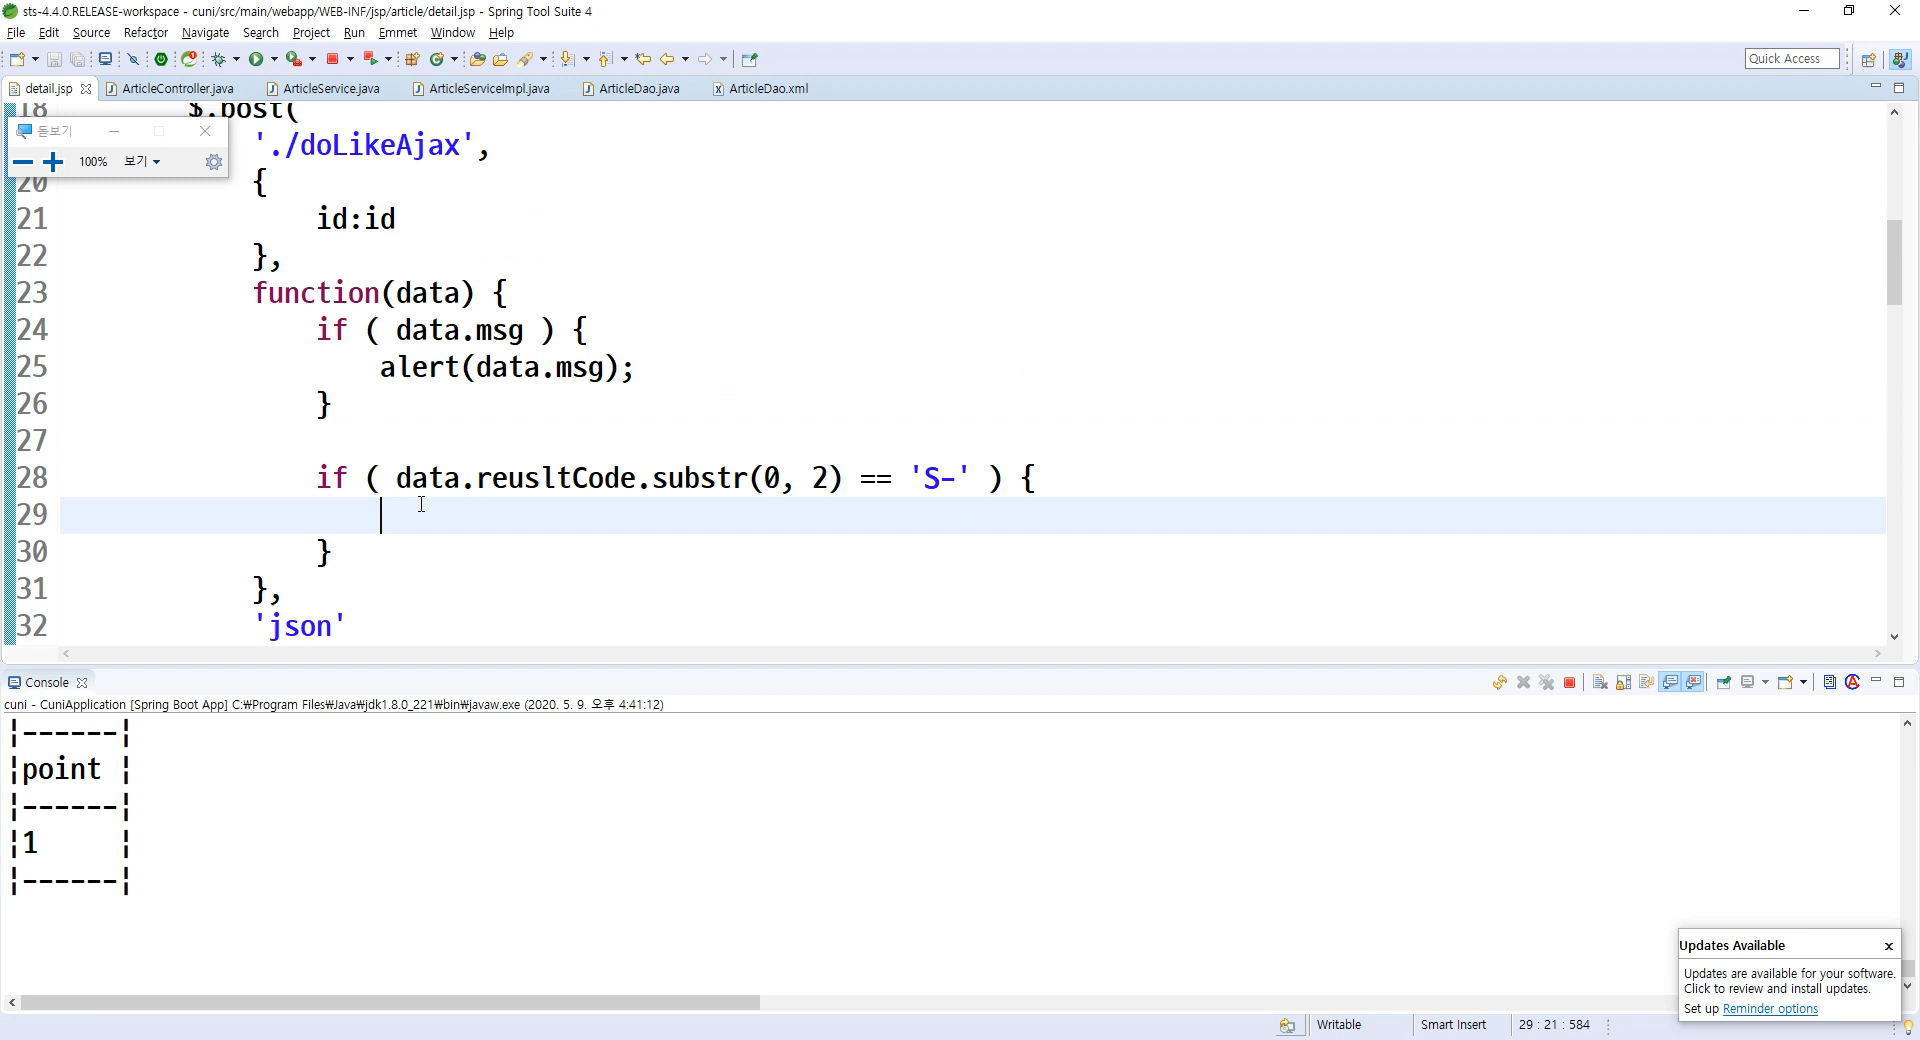 sts-4.4.0.RELEASE-workspace - cuni/src/main/webapp/WEB-INF/jsp/article/detail.jsp - Spring Tool Suite 4
File Edit Source Refactor Navigate Search Project Run Emmet Window Help
Quick Access
detail.jsp ArticleController.java ArticleService.java ArticleServiceImpl.java ArticleDao.java ArticleDao.xml
18 $.post(
돋보기
'./doLikeAjax',
100% 보기
20 {
21 id:id
22 },
23 function(data) {
24 if ( data.msg ) {
25 alert(data.msg);
26 }
27
28 if ( data.reusltCode.substr(0, 2) == 'S-' ) {
29
30 }
31 },
32 'json'
Console
cuni - CuniApplication [Spring Boot App] C:₩Program Files₩Java₩jdk1.8.0_221₩bin₩javaw.exe (2020. 5. 9. 오후 4:41:12)
|------|
|point |
|------|
|1 |
|------|
Updates Available
Updates are available for your software.
Click to review and install updates.
Set up Reminder options
Writable Smart Insert 29 : 21 : 584